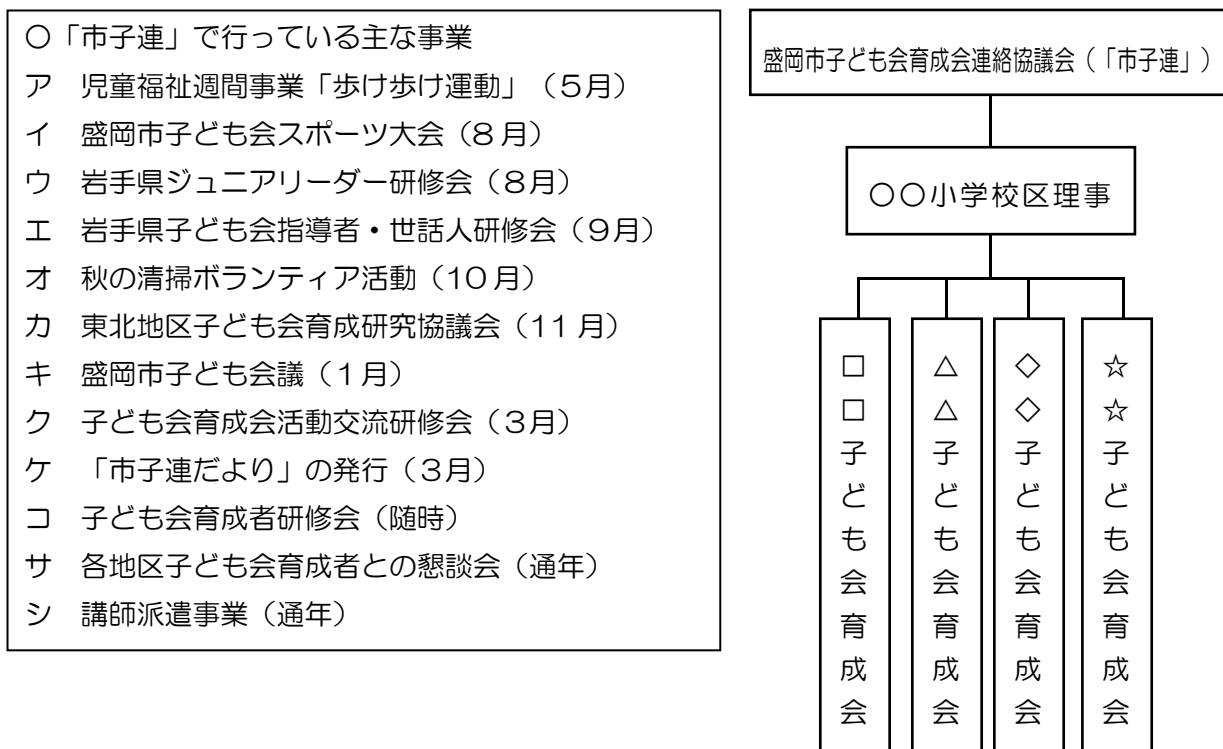 〇「市子連」で行っている主な事業
ア　児童福祉週間事業「歩け歩け運動」（５月）
イ　盛岡市子ども会スポーツ大会（8月）
ウ　岩手県ジュニアリーダー研修会（８月）
エ　岩手県子ども会指導者・世話人研修会（９月）
オ　秋の清掃ボランティア活動（10月）
カ　東北地区子ども会育成研究協議会（11月）
キ　盛岡市子ども会議（１月）
ク　子ども会育成会活動交流研修会（３月）
ケ　「市子連だより」の発行（３月）
コ　子ども会育成者研修会（随時）
サ　各地区子ども会育成者との懇談会（通年）
シ　講師派遣事業（通年）
盛岡市子ども会育成会連絡協議会（「市子連」）
〇〇小学校区理事
□□子ども会育成会
△△子ども会育成会
◇◇子ども会育成会
☆☆子ども会育成会